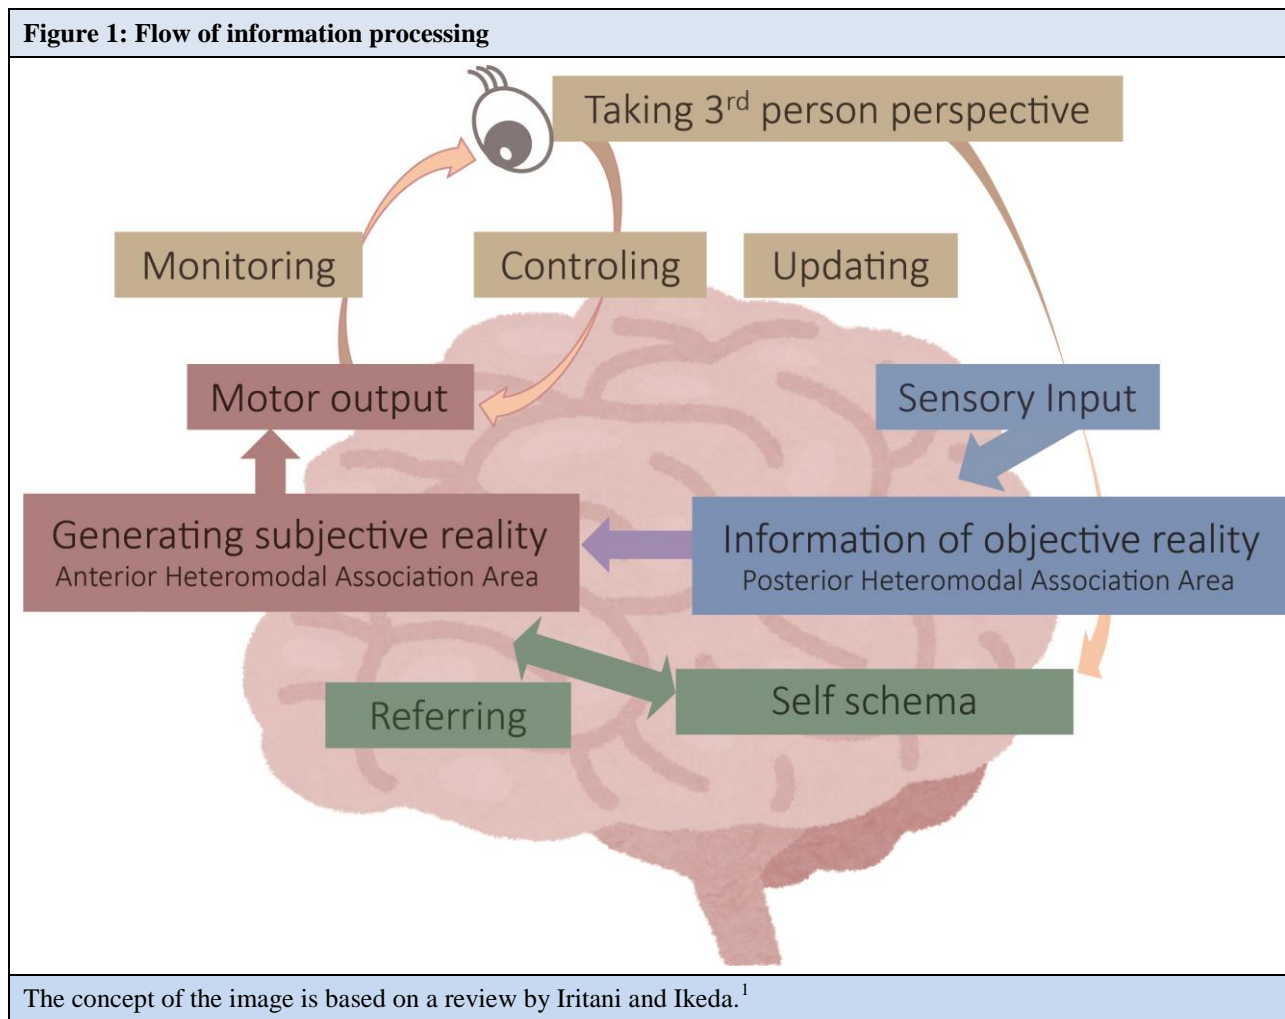 Figure 1: Flow of information processing
Taking 3rd person perspective
Monitoring
Controling
Updating
Motor output
Sensory Input
Generating subjective reality
Anterior Heteromodal Association Area
Information of objective reality
Posterior Heteromodal Association Area
Referring
Self schema
The concept of the image is based on a review by Iritani and Ikeda.1